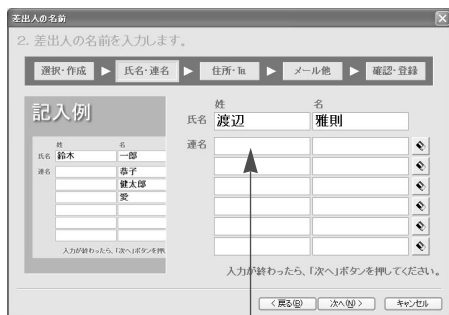 差出人の名前
2. 差出人の名前を入力します。
選択・作成 ▶ 氏名・連名 ▶ 住所・℡ ▶ メール他 ▶ 確認・登録
記入例
姓 名
氏名 鈴木 一郎
連名 恭子
健太郎
愛
入力が終わったら、「次へ」ボタンを押
姓 名
氏名 渡辺 雅則
連名
入力が終わったら、「次へ」ボタンを押してください。
< 戻る(B) 次へ(N) > キャンセル